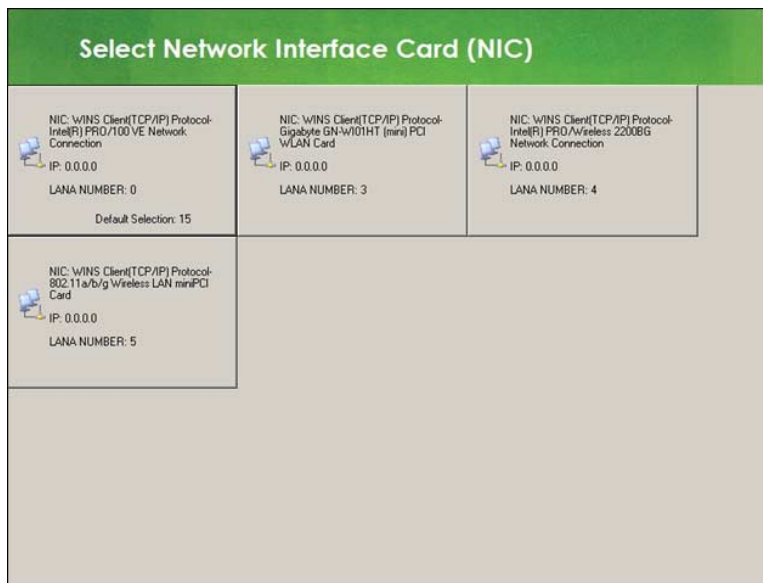 Select Network Interface Card (NIC)
NIC: WINS Client(TCP/IP) Protocol-
Intel(R) PRO/100 VE Network
Connection
IP: 0.0.0.0
LANA NUMBER: 0
Default Selection: 15
NIC: WINS Client(TCP/IP) Protocol-
Gigabyte GN-WI01HT (mini) PCI
WLAN Card
IP: 0.0.0.0
LANA NUMBER: 3
NIC: WINS Client(TCP/IP) Protocol-
Intel(R) PRO/Wireless 2200BG
Network Connection
IP: 0.0.0.0
LANA NUMBER: 4
NIC: WINS Client(TCP/IP) Protocol-
802.11a/b/g Wireless LAN miniPCI
Card
IP: 0.0.0.0
LANA NUMBER: 5